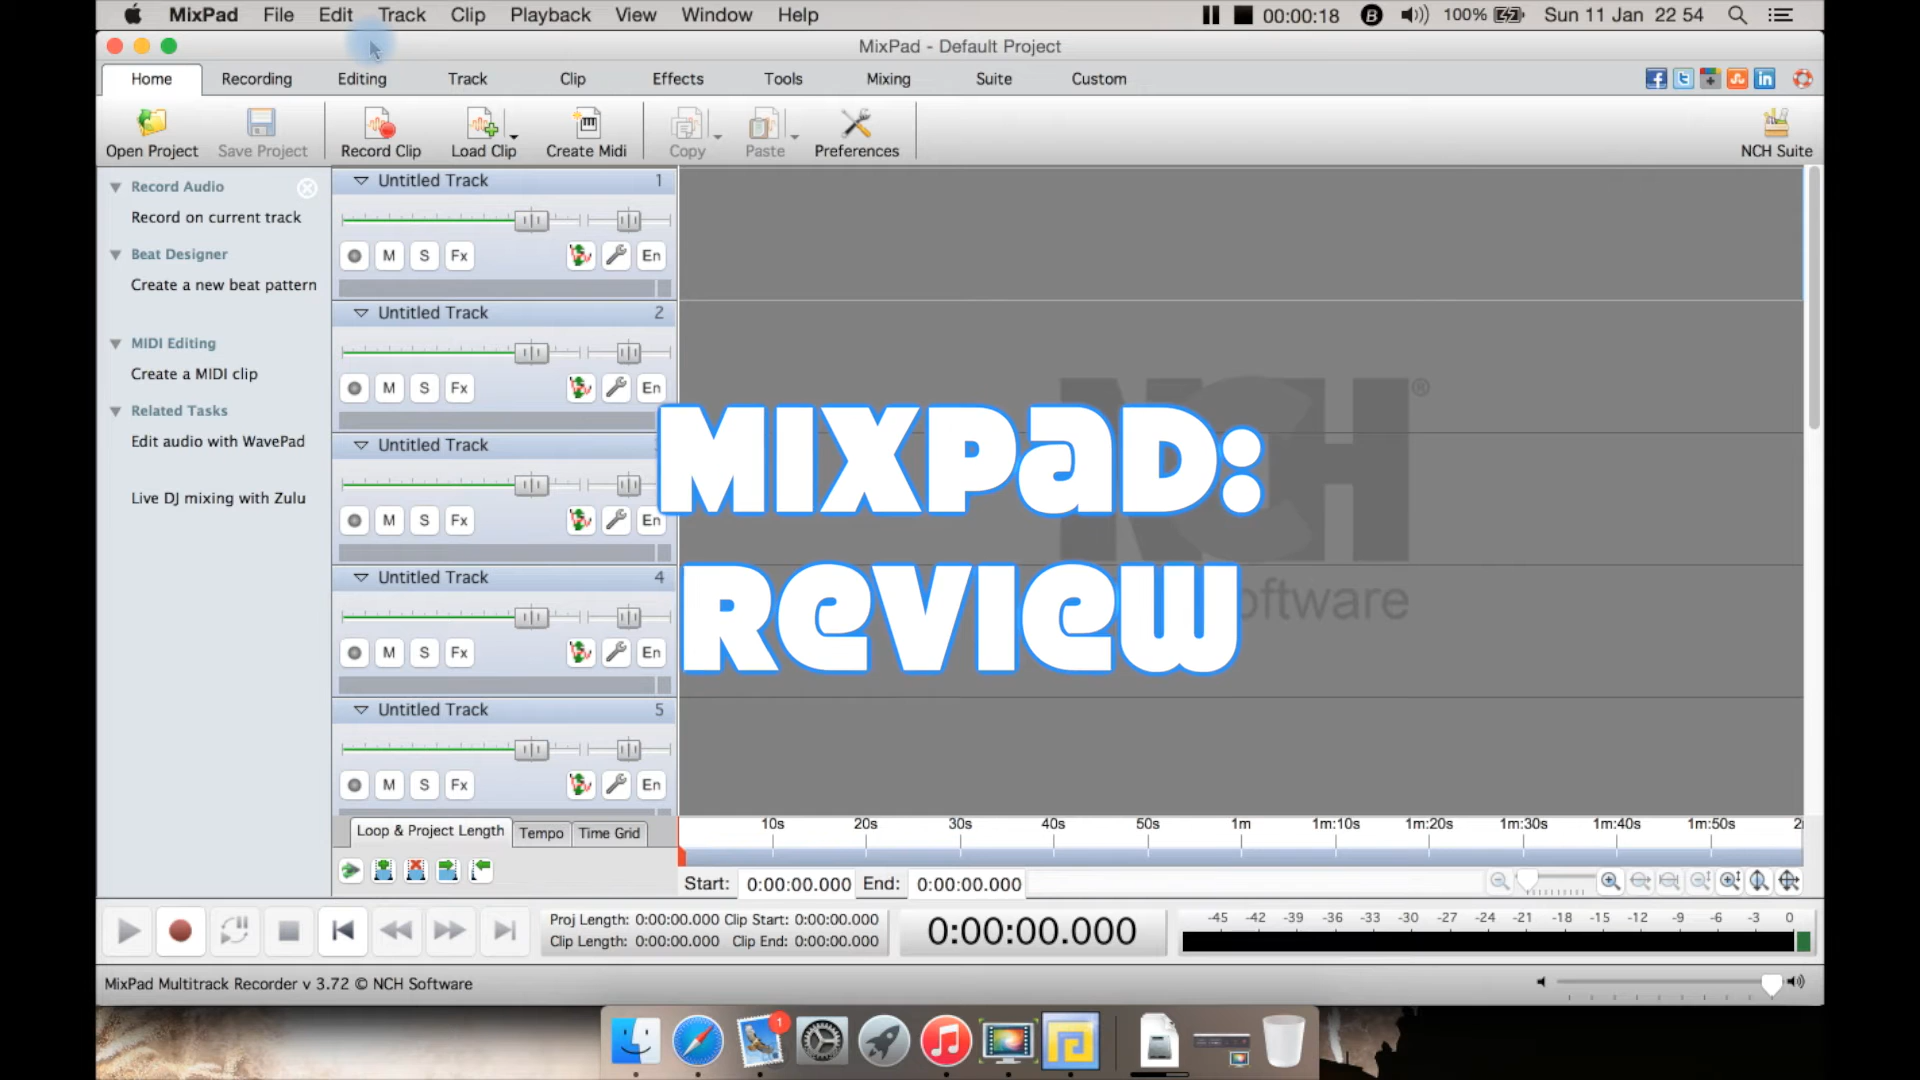 MixPad File Edit Track Clip Playback View Window Help 00:00:18 100% Sun 11 Jan 22 54
MixPad - Default Project
Home Recording Editing Track Clip Effects Tools Mixing Suite Custom
Open Project Save Project Record Clip Load Clip Create Midi Copy Paste Preferences NCH Suite
Record Audio
Record on current track
Beat Designer
Create a new beat pattern
MIDI Editing
Create a MIDI clip
Related Tasks
Edit audio with WavePad
Live DJ mixing with Zulu
Untitled Track 1
M S Fx En
Untitled Track 2
M S Fx En
Untitled Track
M S Fx En
Untitled Track 4
M S Fx En
Untitled Track 5
M S Fx En
NCH®
oftware
MIXPaD:
ReVIeW
Loop & Project Length Tempo Time Grid
10s 20s 30s 40s 50s 1m 1m:10s 1m:20s 1m:30s 1m:40s 1m:50s 2
Start: 0:00:00.000 End: 0:00:00.000
Proj Length: 0:00:00.000 Clip Start: 0:00:00.000
Clip Length: 0:00:00.000 Clip End: 0:00:00.000
0:00:00.000
-45 -42 -39 -36 -33 -30 -27 -24 -21 -18 -15 -12 -9 -6 -3 0
MixPad Multitrack Recorder v 3.72 © NCH Software
1